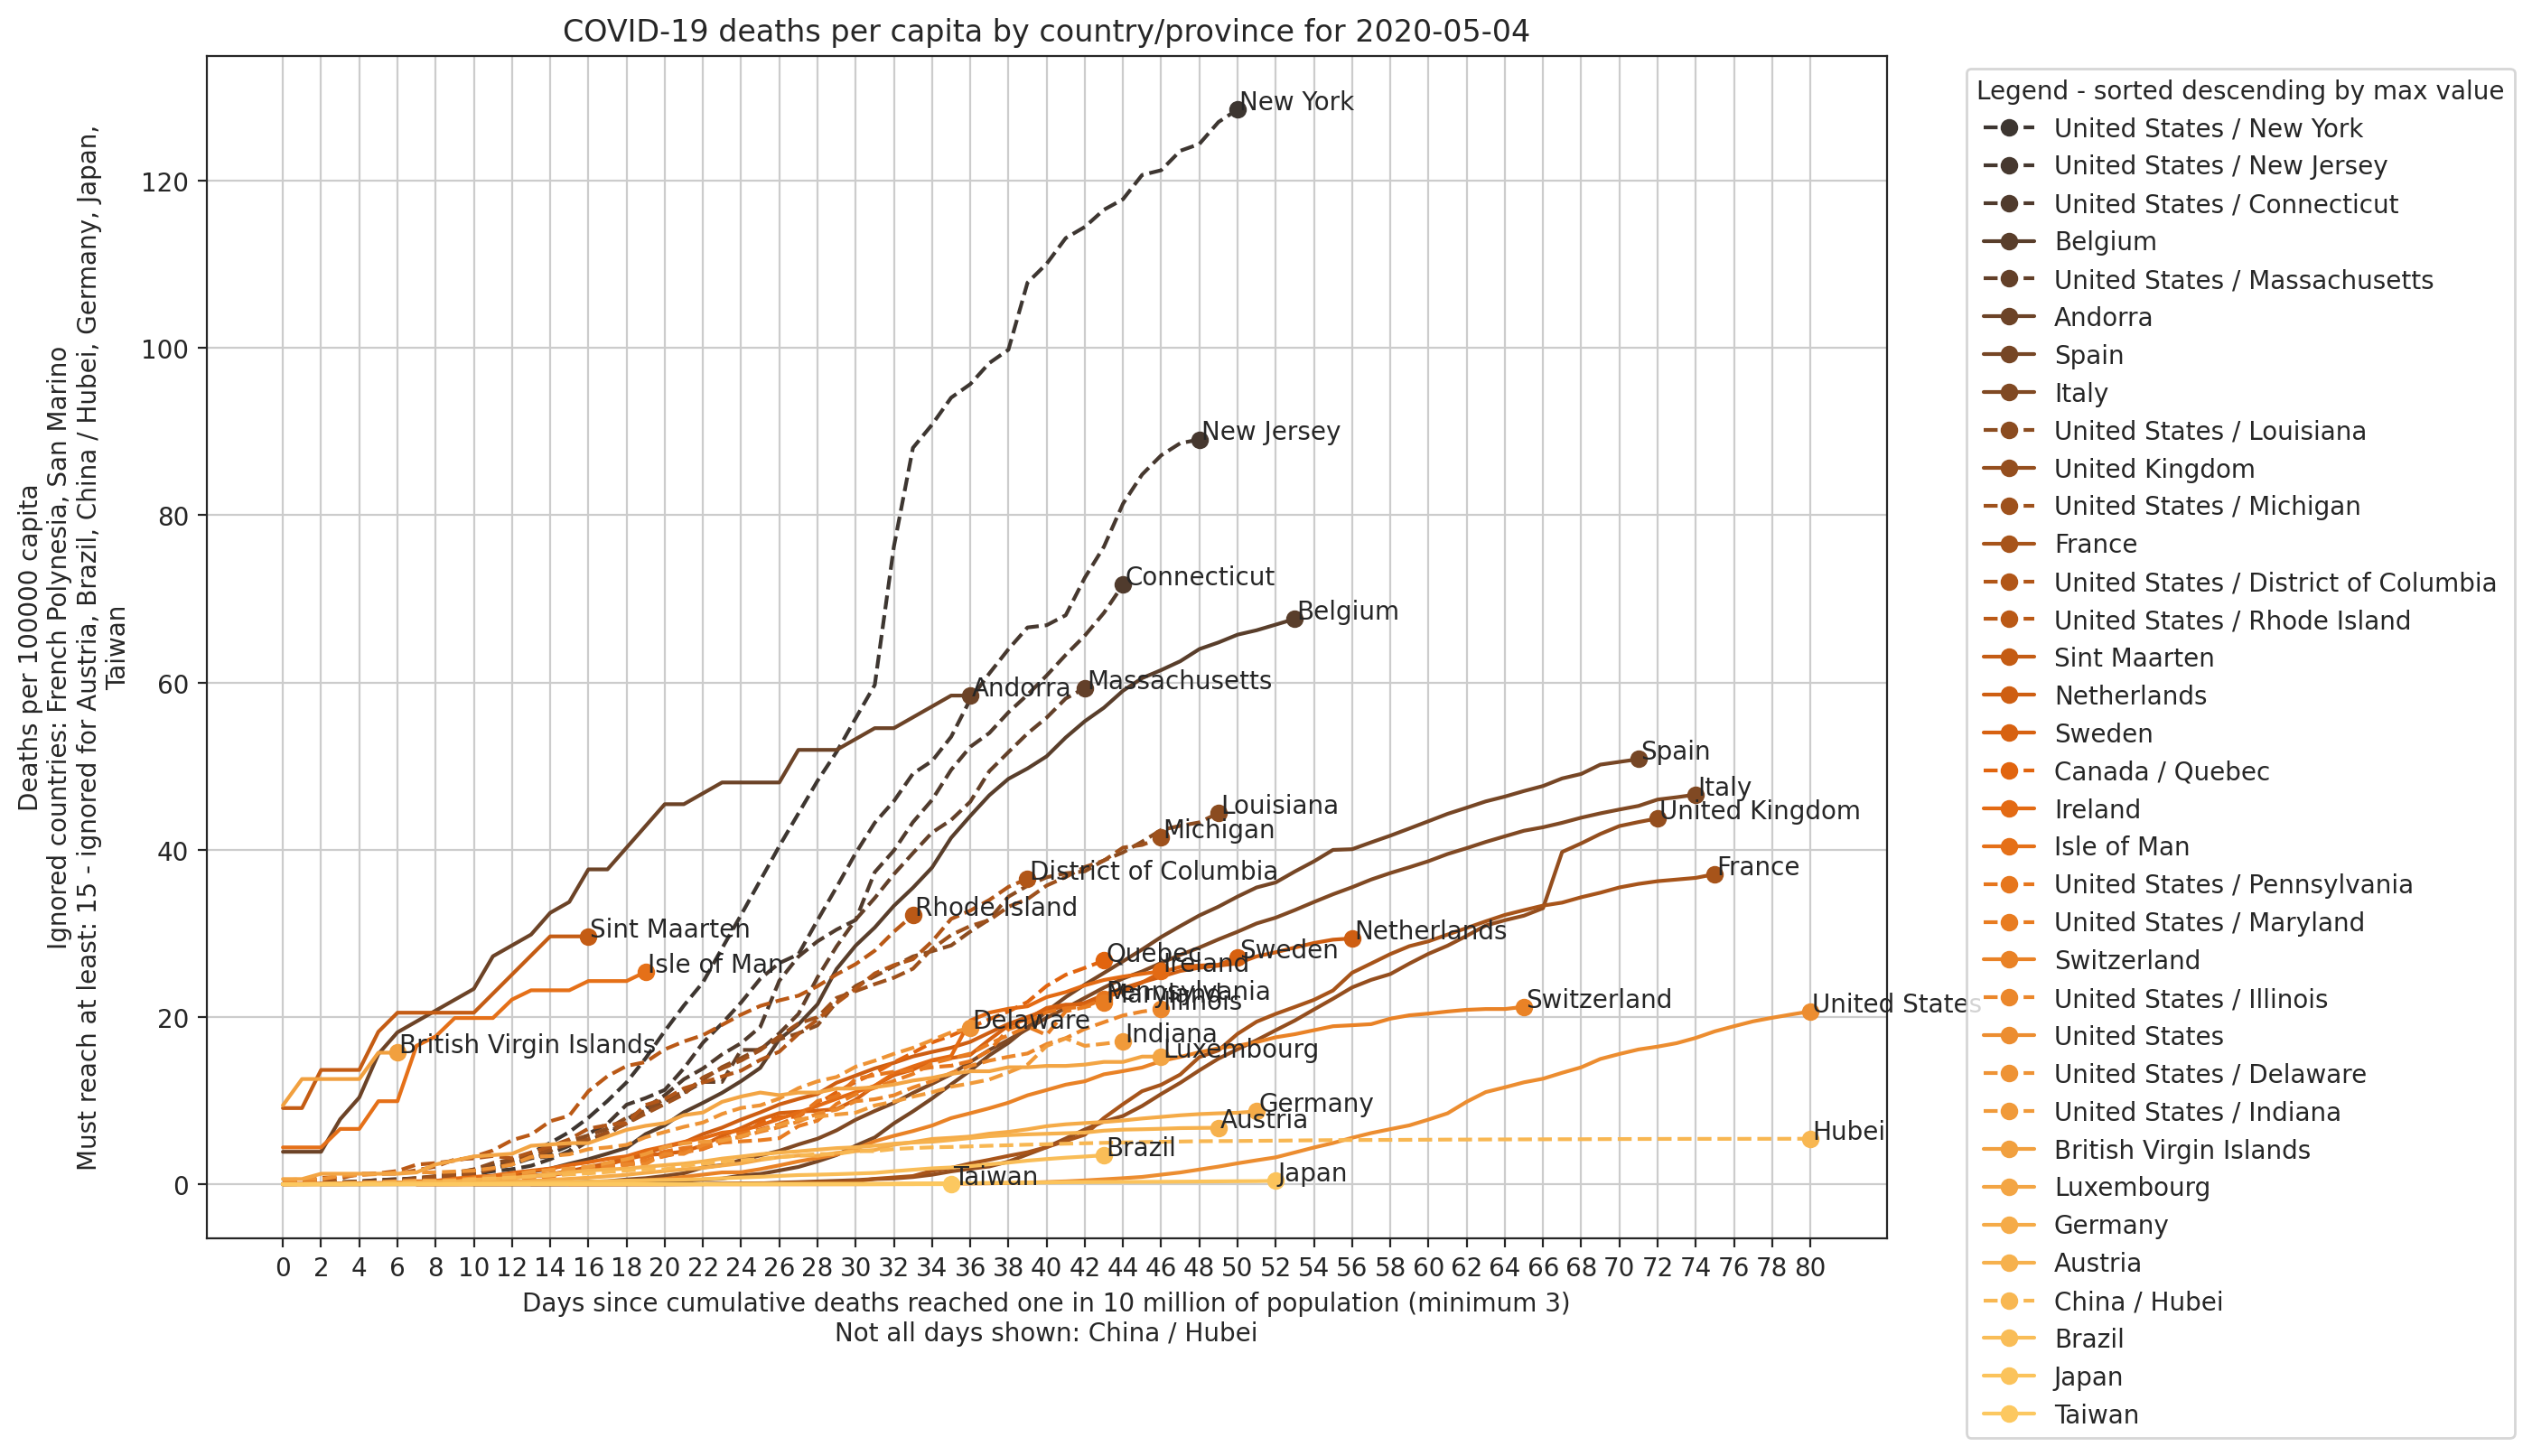 COVID-19 deaths per capita by country/province for 2020-05-04
Deaths per 100000 capita
Ignored countries: French Polynesia, San Marino
Must reach at least: 15 - ignored for Austria, Brazil, China / Hubei, Germany, Japan,
Taiwan
120
100
80
60
40
20
0
New York
New Jersey
Connecticut
Belgium
Andorra
Massachusetts
Spain
Italy
United Kingdom
Louisiana
Michigan
France
District of Columbia
Rhode Island
Sint Maarten
Netherlands
Isle of Man
Quebec
Sweden
Ireland
Pennsylvania
Maryland
Illinois
Switzerland
United States
Delaware
Indiana
British Virgin Islands
Luxembourg
Germany
Austria
Hubei
Brazil
Japan
Taiwan
0 2 4 6 8 10 12 14 16 18 20 22 24 26 28 30 32 34 36 38 40 42 44 46 48 50 52 54 56 58 60 62 64 66 68 70 72 74 76 78 80
Days since cumulative deaths reached one in 10 million of population (minimum 3)
Not all days shown: China / Hubei
Legend - sorted descending by max value
United States / New York
United States / New Jersey
United States / Connecticut
Belgium
United States / Massachusetts
Andorra
Spain
Italy
United States / Louisiana
United Kingdom
United States / Michigan
France
United States / District of Columbia
United States / Rhode Island
Sint Maarten
Netherlands
Sweden
Canada / Quebec
Ireland
Isle of Man
United States / Pennsylvania
United States / Maryland
Switzerland
United States / Illinois
United States
United States / Delaware
United States / Indiana
British Virgin Islands
Luxembourg
Germany
Austria
China / Hubei
Brazil
Japan
Taiwan